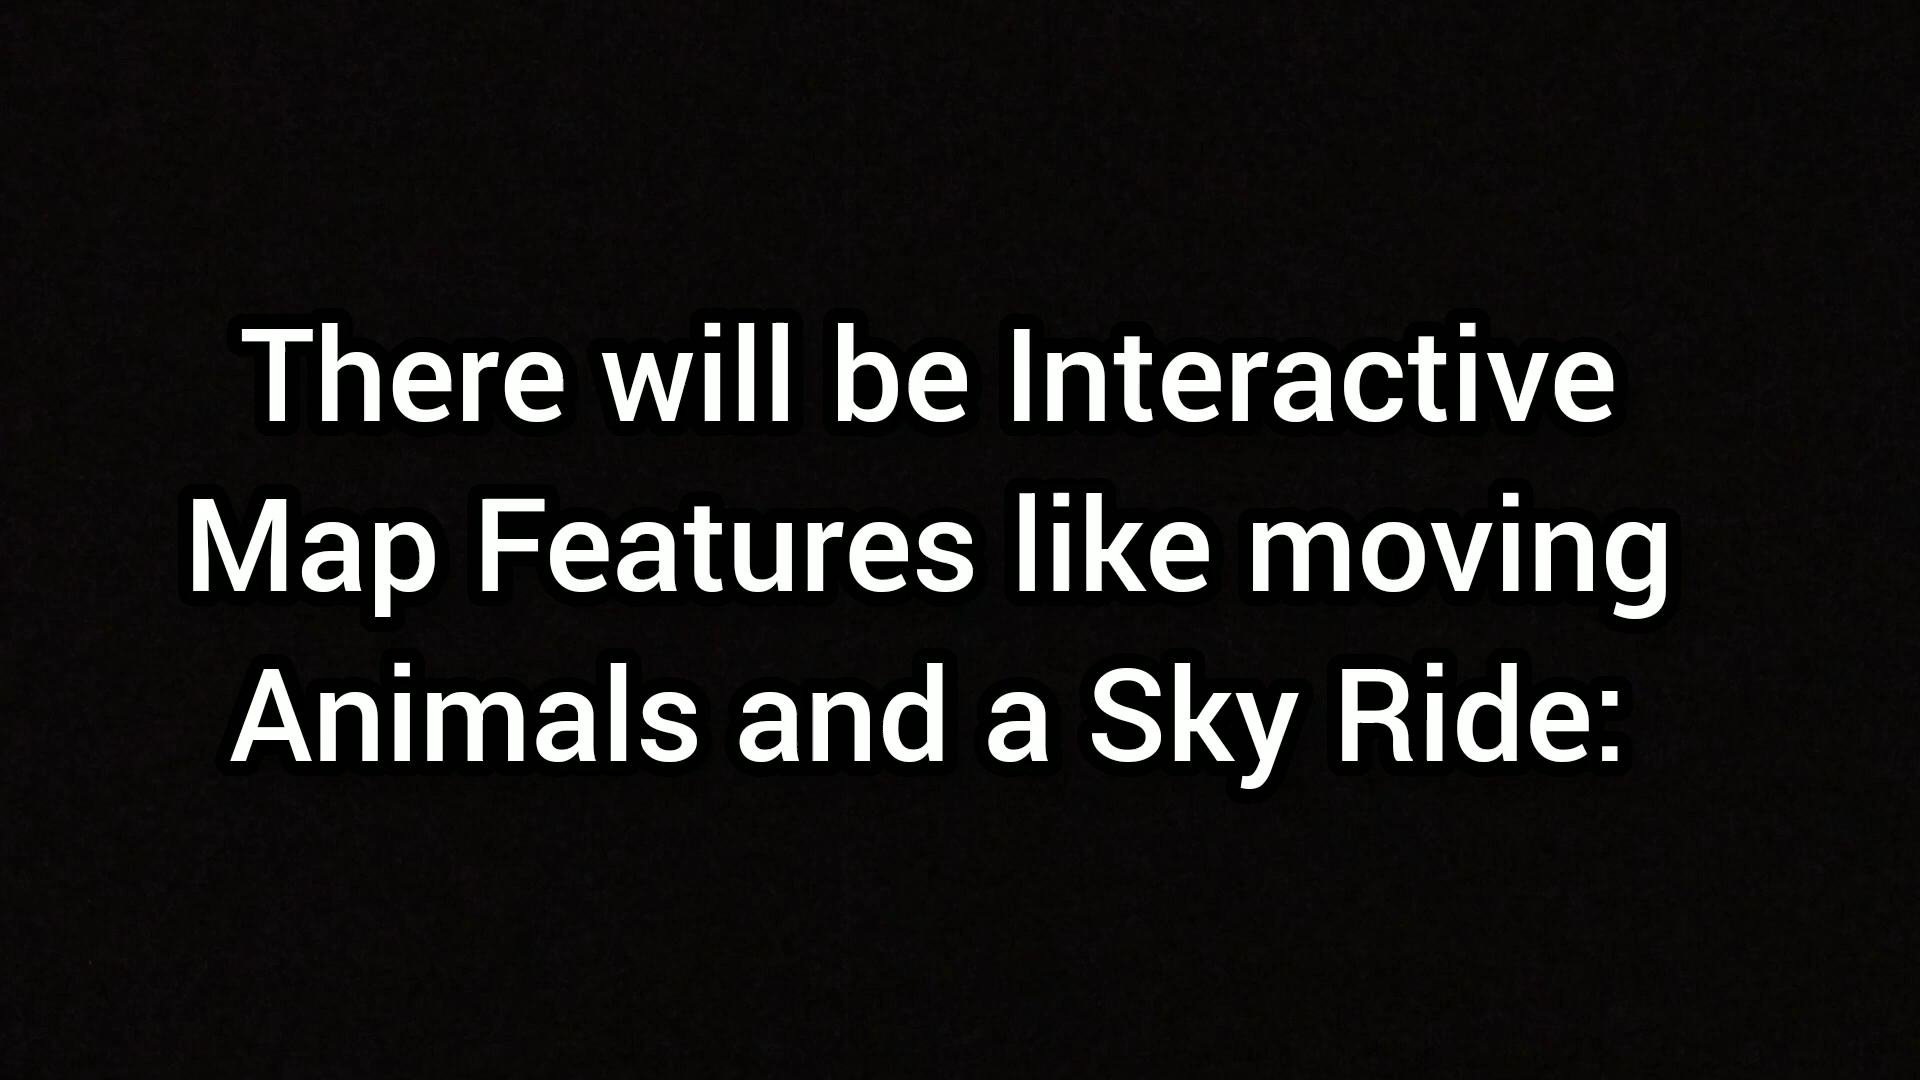 There will be Interactive
Map Features like moving
Animals and a Sky Ride: